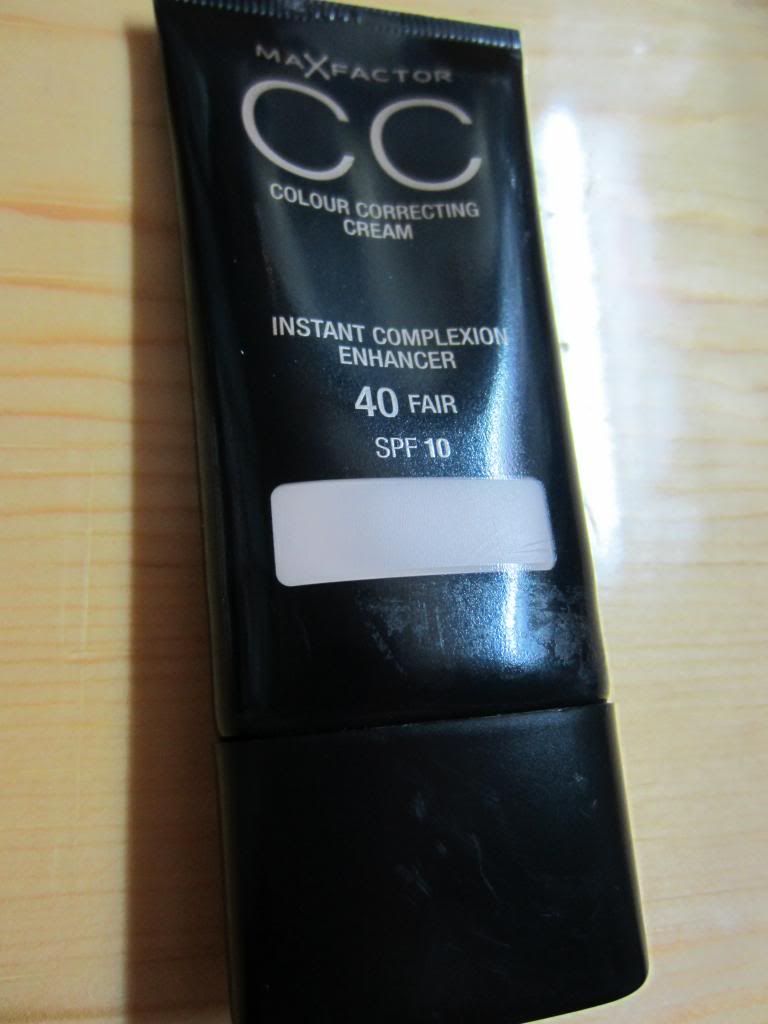 MAXFACTOR
CC
COLOUR CORRECTING
CREAM
INSTANT COMPLEXION
ENHANCER
40 FAIR
SPF 10